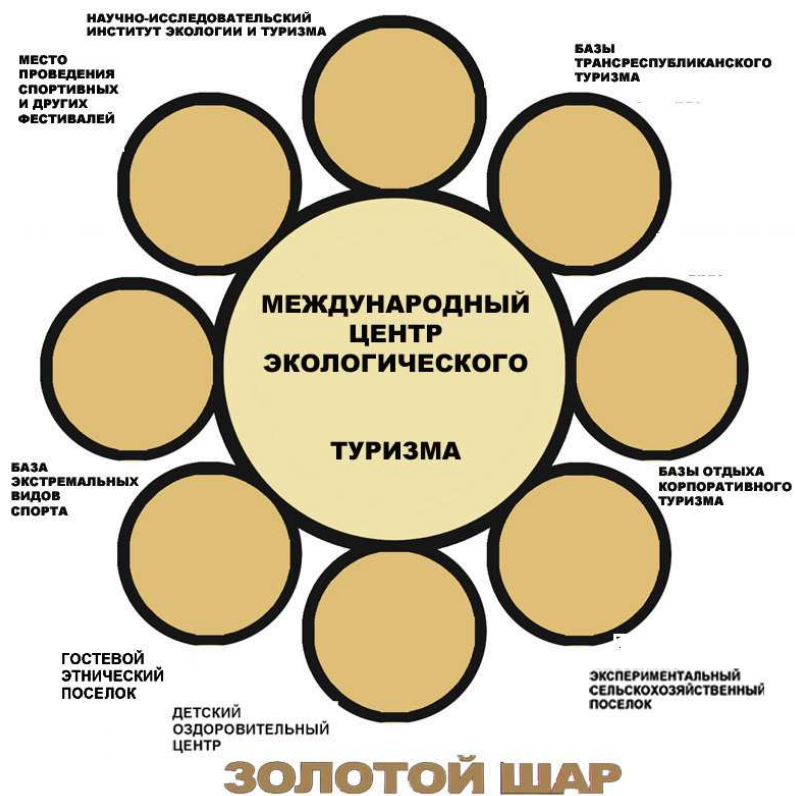 НАУЧНО-ИССЛЕДОВАТЕЛЬСКИЙ
ИНСТИТУТ ЭКОЛОГИИ И ТУРИЗМА
МЕСТО
ПРОВЕДЕНИЯ
СПОРТИВНЫХ
И ДРУГИХ
ФЕСТИВАЛЕЙ
БАЗЫ
ТРАНСРЕСПУБЛИКАНСКОГО
ТУРИЗМА
МЕЖДУНАРОДНЫЙ
ЦЕНТР
ЭКОЛОГИЧЕСКОГО
ТУРИЗМА
БАЗА
ЭКСТРЕМАЛЬНЫХ
ВИДОВ
СПОРТА
БАЗЫ ОТДЫХА
КОРПОРАТИВНОГО
ТУРИЗМА
ГОСТЕВОЙ
ЭТНИЧЕСКИЙ
ПОСЕЛОК
ДЕТСКИЙ
ОЗДОРОВИТЕЛЬНЫЙ
ЦЕНТР
ЭКСПЕРИМЕНТАЛЬНЫЙ
СЕЛЬСКОХОЗЯЙСТВЕННЫЙ
ПОСЕЛОК
ЗОЛОТОЙ ШАР